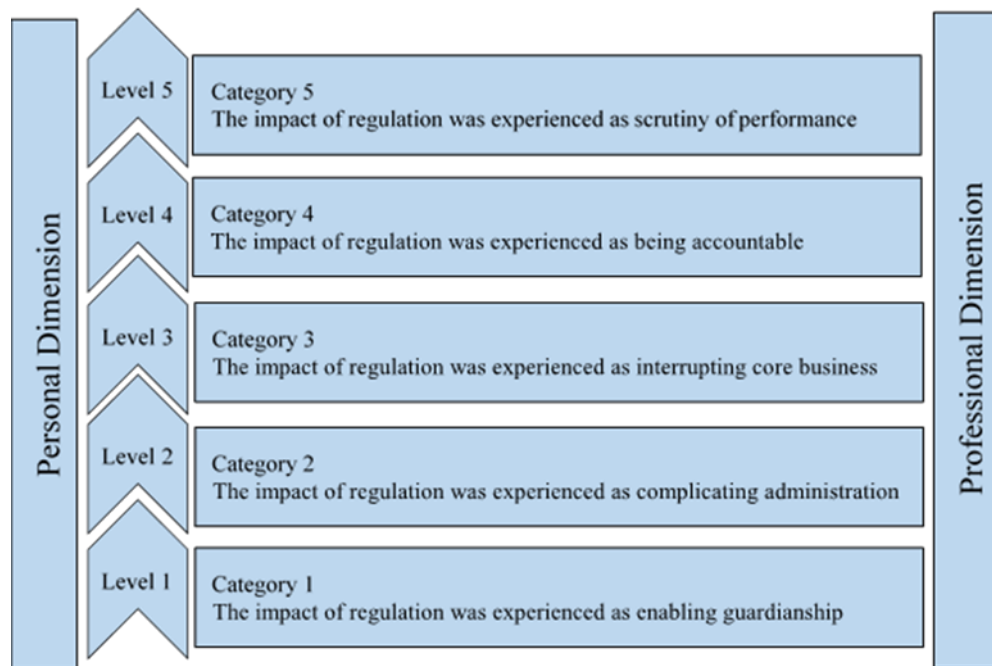 Personal Dimension
Level 5
Category 5
The impact of regulation was experienced as scrutiny of performance
Level 4
Category 4
The impact of regulation was experienced as being accountable
Level 3
Category 3
The impact of regulation was experienced as interrupting core business
Level 2
Category 2
The impact of regulation was experienced as complicating administration
Level 1
Category 1
The impact of regulation was experienced as enabling guardianship
Professional Dimension